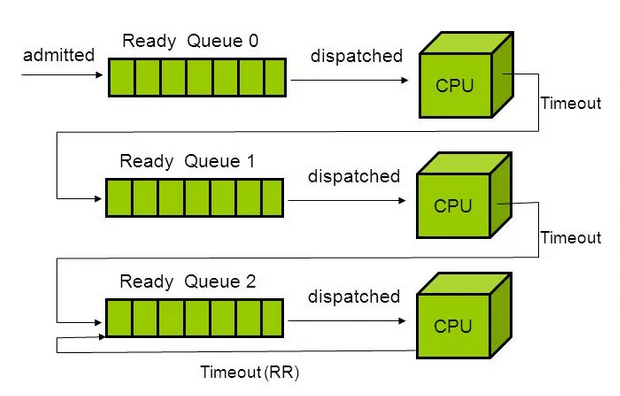 Ready Queue 0
admitted
dispatched
CPU
Timeout
Ready Queue 1
dispatched
CPU
Timeout
Ready Queue 2
dispatched
CPU
Timeout (RR)